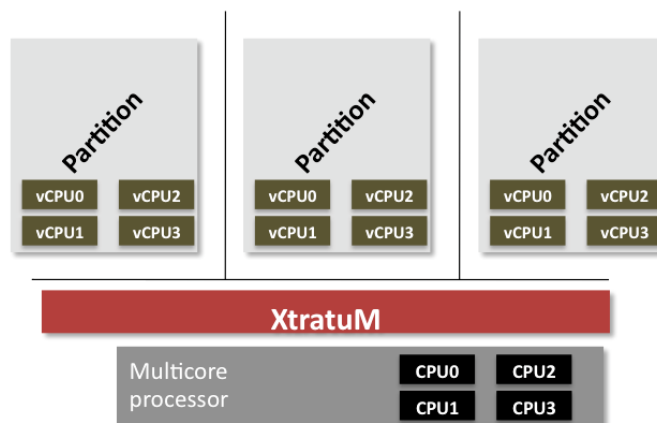 Partition
vCPU0 vCPU2
vCPU1 vCPU3
Partition
vCPU0 vCPU2
vCPU1 vCPU3
Partition
vCPU0 vCPU2
vCPU1 vCPU3
XtratuM
Multicore
processor
CPU0 CPU2
CPU1 CPU3